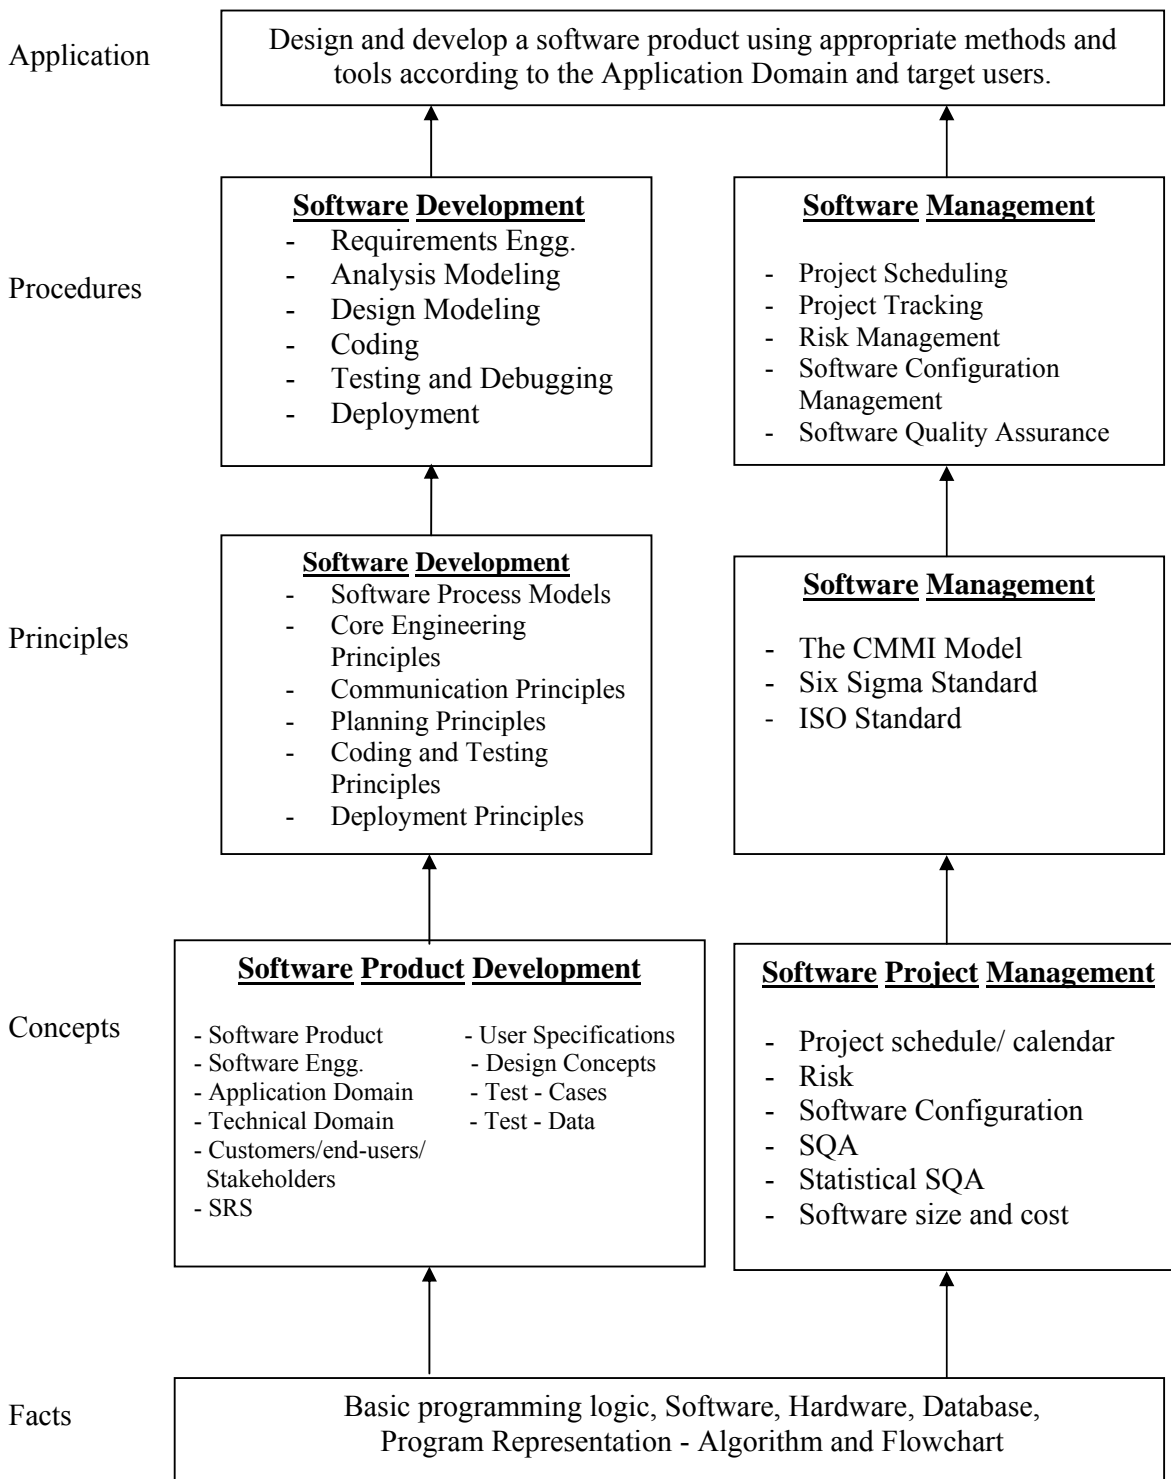 Application
Design and develop a software product using appropriate methods and
tools according to the Application Domain and target users.
Procedures
Software Development
- Requirements Engg.
- Analysis Modeling
- Design Modeling
- Coding
- Testing and Debugging
- Deployment
Software Management
- Project Scheduling
- Project Tracking
- Risk Management
- Software Configuration
Management
- Software Quality Assurance
Principles
Software Development
- Software Process Models
- Core Engineering
Principles
- Communication Principles
- Planning Principles
- Coding and Testing
Principles
- Deployment Principles
Software Management
- The CMMI Model
- Six Sigma Standard
- ISO Standard
Concepts
Software Product Development
- Software Product
- Software Engg.
- Application Domain
- Technical Domain
- Customers/end-users/
Stakeholders
- SRS
- User Specifications
- Design Concepts
- Test - Cases
- Test - Data
Software Project Management
- Project schedule/ calendar
- Risk
- Software Configuration
- SQA
- Statistical SQA
- Software size and cost
Facts
Basic programming logic, Software, Hardware, Database,
Program Representation - Algorithm and Flowchart